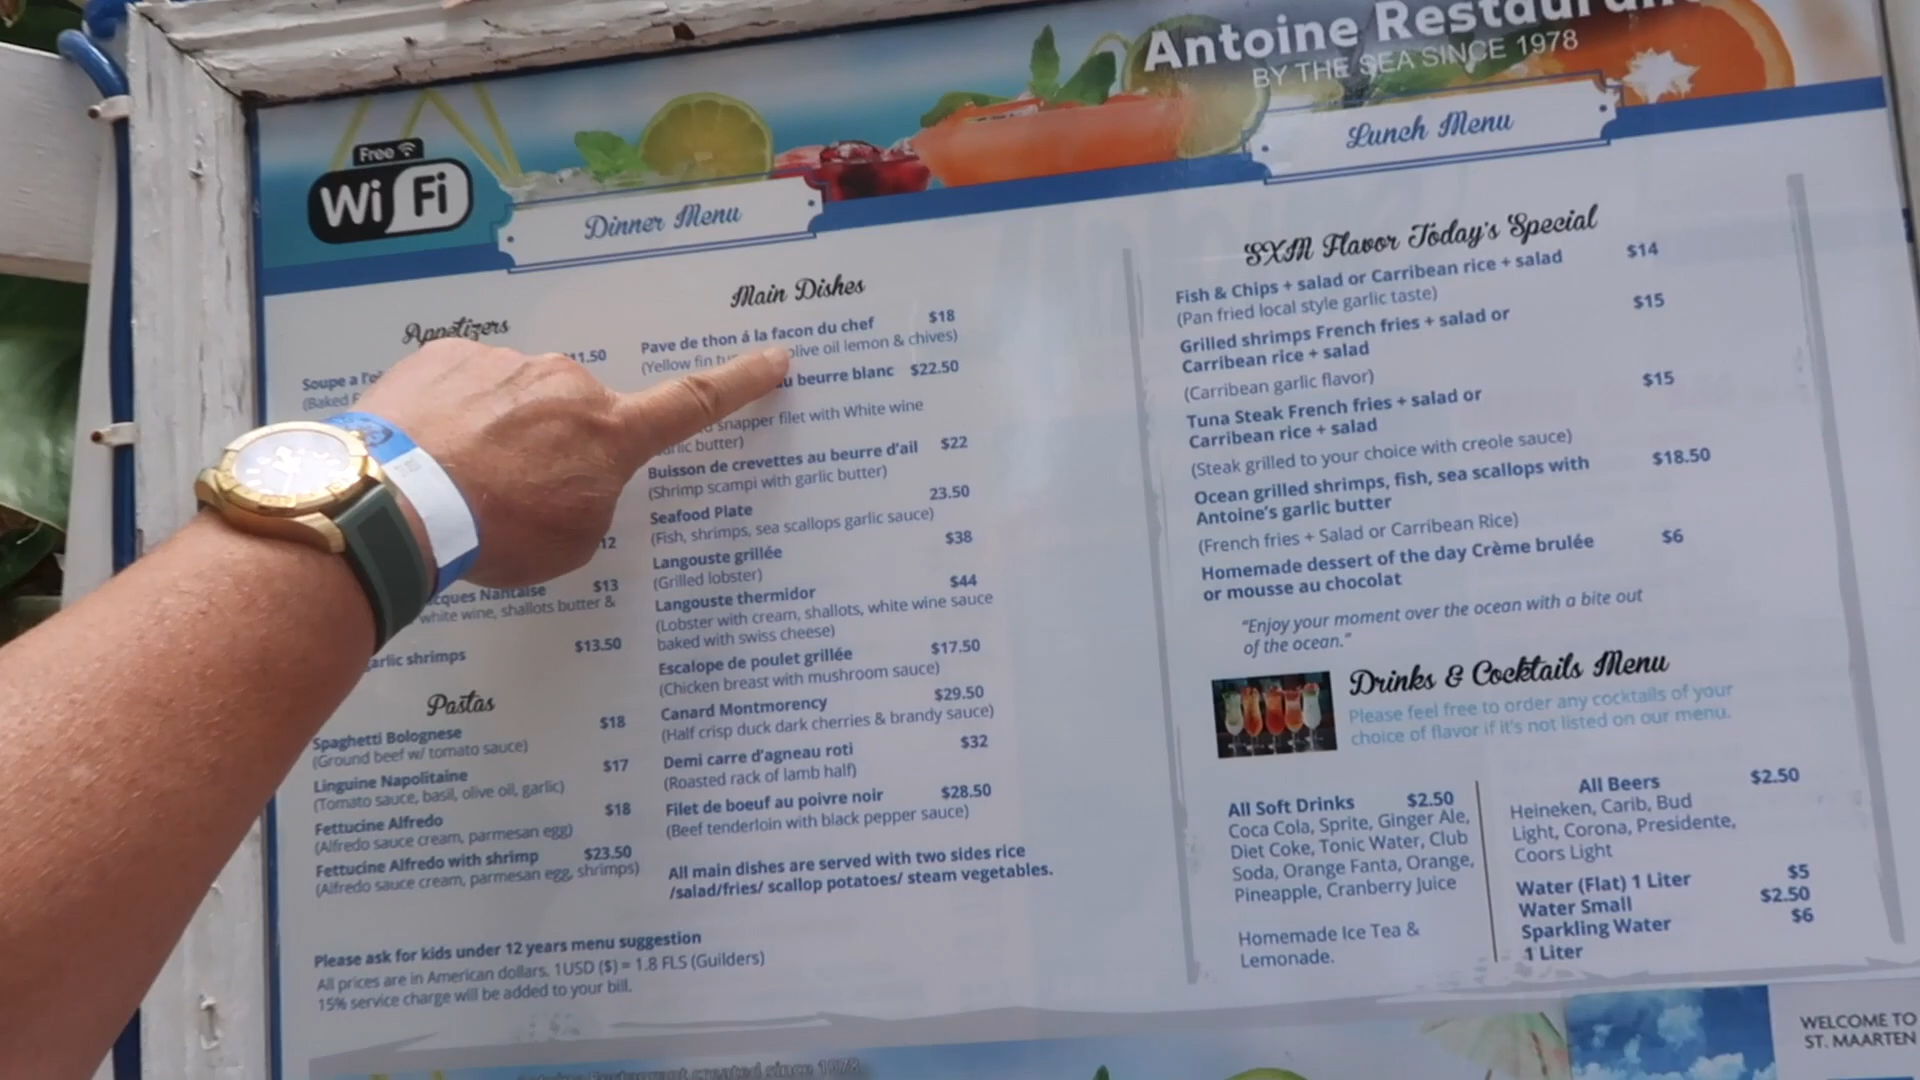 Antoine Restaurant
BY THE SEA SINCE 1978
Free
Wi Fi
Dinner Menu
Lunch Menu
Appetizers
Soupe a l'
$11.50
(Baked
12
cques Nantaise $13
white wine, shallots butter &
garlic shrimps $13.50
Pastas
Spaghetti Bolognese $18
(Ground beef w/ tomato sauce)
Linguine Napolitaine $17
(Tomato sauce, basil, olive oil, garlic)
Fettucine Alfredo $18
(Alfredo sauce cream, parmesan egg)
Fettucine Alfredo with shrimp $23.50
(Alfredo sauce cream, parmesan egg, shrimps)
Main Dishes
Pave de thon á la facon du chef $18
(Yellow fin olive oil lemon & chives)
au beurre blanc $22.50
snapper filet with White wine
butter)
Buisson de crevettes au beurre d'ail $22
(Shrimp scampi with garlic butter)
Seafood Plate 23.50
(Fish, shrimps, sea scallops garlic sauce)
Langouste grillée $38
(Grilled lobster)
Langouste thermidor $44
(Lobster with cream, shallots, white wine sauce
baked with swiss cheese)
Escalope de poulet grillée $17.50
(Chicken breast with mushroom sauce)
Canard Montmorency $29.50
(Half crisp duck dark cherries & brandy sauce)
Demi carre d'agneau roti $32
(Roasted rack of lamb half)
Filet de boeuf au poivre noir $28.50
(Beef tenderloin with black pepper sauce)
All main dishes are served with two sides rice
/salad/fries/ scallop potatoes/ steam vegetables.
Please ask for kids under 12 years menu suggestion
All prices are in American dollars. 1USD ($) = 1.8 FLS (Guilders)
15% service charge will be added to your bill.
SXM Flavor Today's Special
Fish & Chips + salad or Carribean rice + salad $14
(Pan fried local style garlic taste)
Grilled shrimps French fries + salad or $15
Carribean rice + salad
(Carribean garlic flavor)
Tuna Steak French fries + salad or $15
Carribean rice + salad
(Steak grilled to your choice with creole sauce)
Ocean grilled shrimps, fish, sea scallops with $18.50
Antoine's garlic butter
(French fries + Salad or Carribean Rice)
Homemade dessert of the day Crème brulée $6
or mousse au chocolat
"Enjoy your moment over the ocean with a bite out
of the ocean."
Drinks & Cocktails Menu
Please feel free to order any cocktails of your
choice of flavor if it's not listed on our menu.
All Soft Drinks $2.50
Coca Cola, Sprite, Ginger Ale,
Diet Coke, Tonic Water, Club
Soda, Orange Fanta, Orange,
Pineapple, Cranberry Juice
Homemade Ice Tea &
Lemonade.
All Beers $2.50
Heineken, Carib, Bud
Light, Corona, Presidente,
Coors Light
Water (Flat) 1 Liter $5
Water Small $2.50
Sparkling Water $6
1 Liter
Antoine Restaurant created since 1978
WELCOME TO
ST. MAARTEN